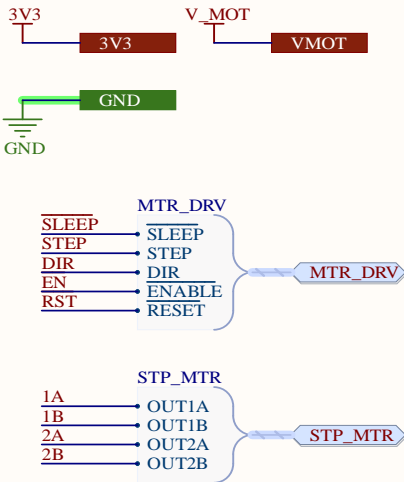 3V3 V_MOT
3V3 VMOT
GND
GND
MTR_DRV
SLEEP SLEEP
STEP STEP
DIR DIR MTR_DRV
EN ENABLE
RST RESET
STP_MTR
1A OUT1A
1B OUT1B
2A OUT2A STP_MTR
2B OUT2B